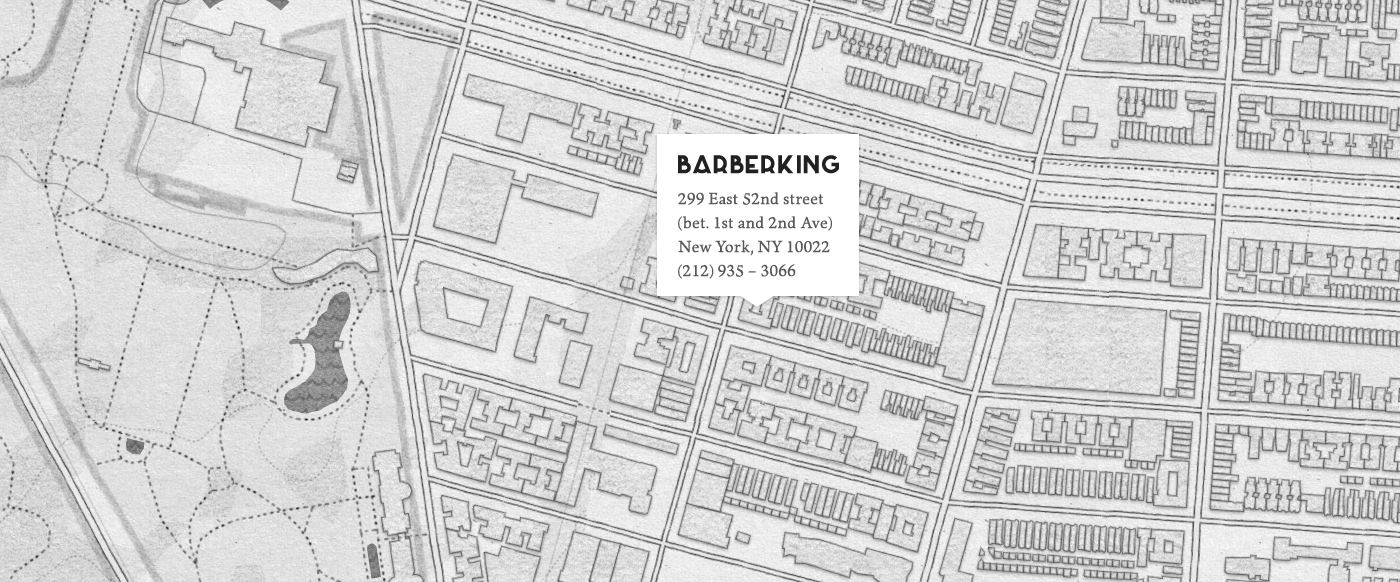 BARBERKING
299 East 52nd street
(bet. 1st and 2nd Ave)
New York, NY 10022
(212) 935 – 3066